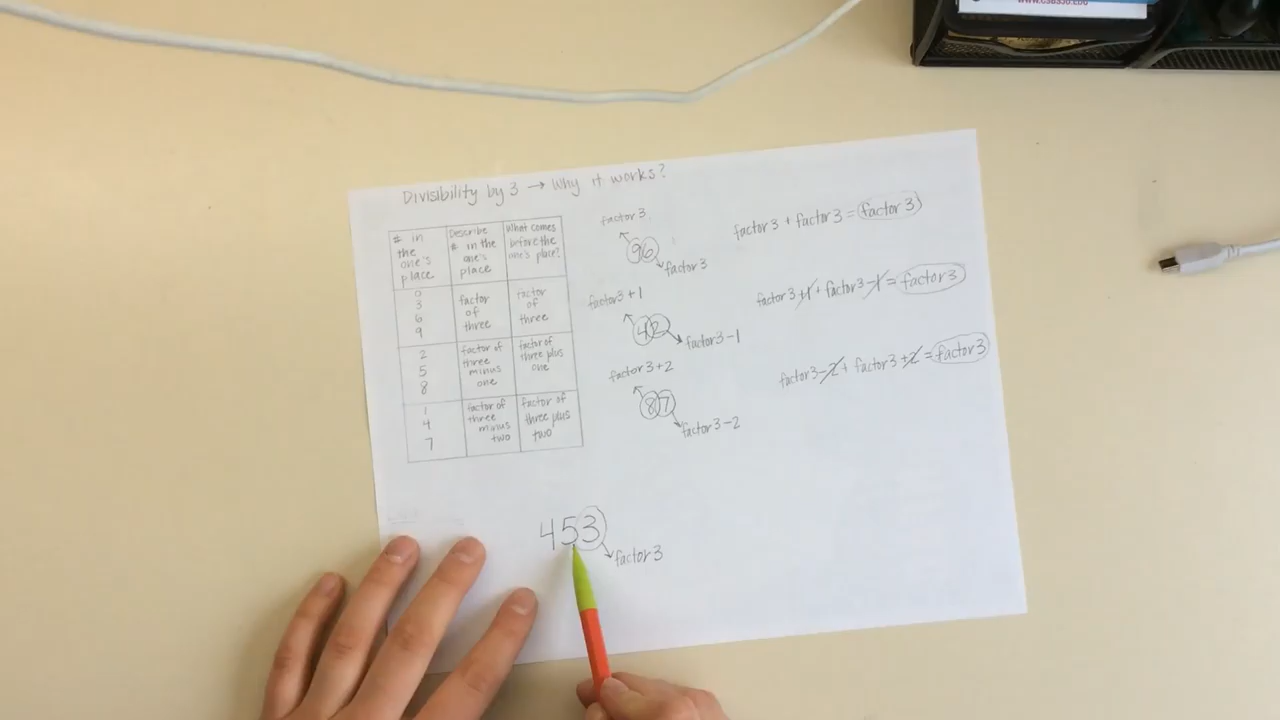 www.CSBSJU.EDU
Divisibility by 3 → Why it works?
# in the one's place
Describe # in the one's place
What comes before the one's place?
0
3
6
9
factor of three
factor of three
2
5
8
factor of three minus one
factor of three plus one
1
4
7
factor of three minus two
factor of three plus two
factor 3
96
factor 3
factor 3 + 1
42
factor 3 - 1
factor 3 + 2
87
factor 3 - 2
factor 3 + factor 3 = factor 3
factor 3 +1 + factor 3 -1 = factor 3
factor 3 -2 + factor 3 +2 = factor 3
453
factor 3